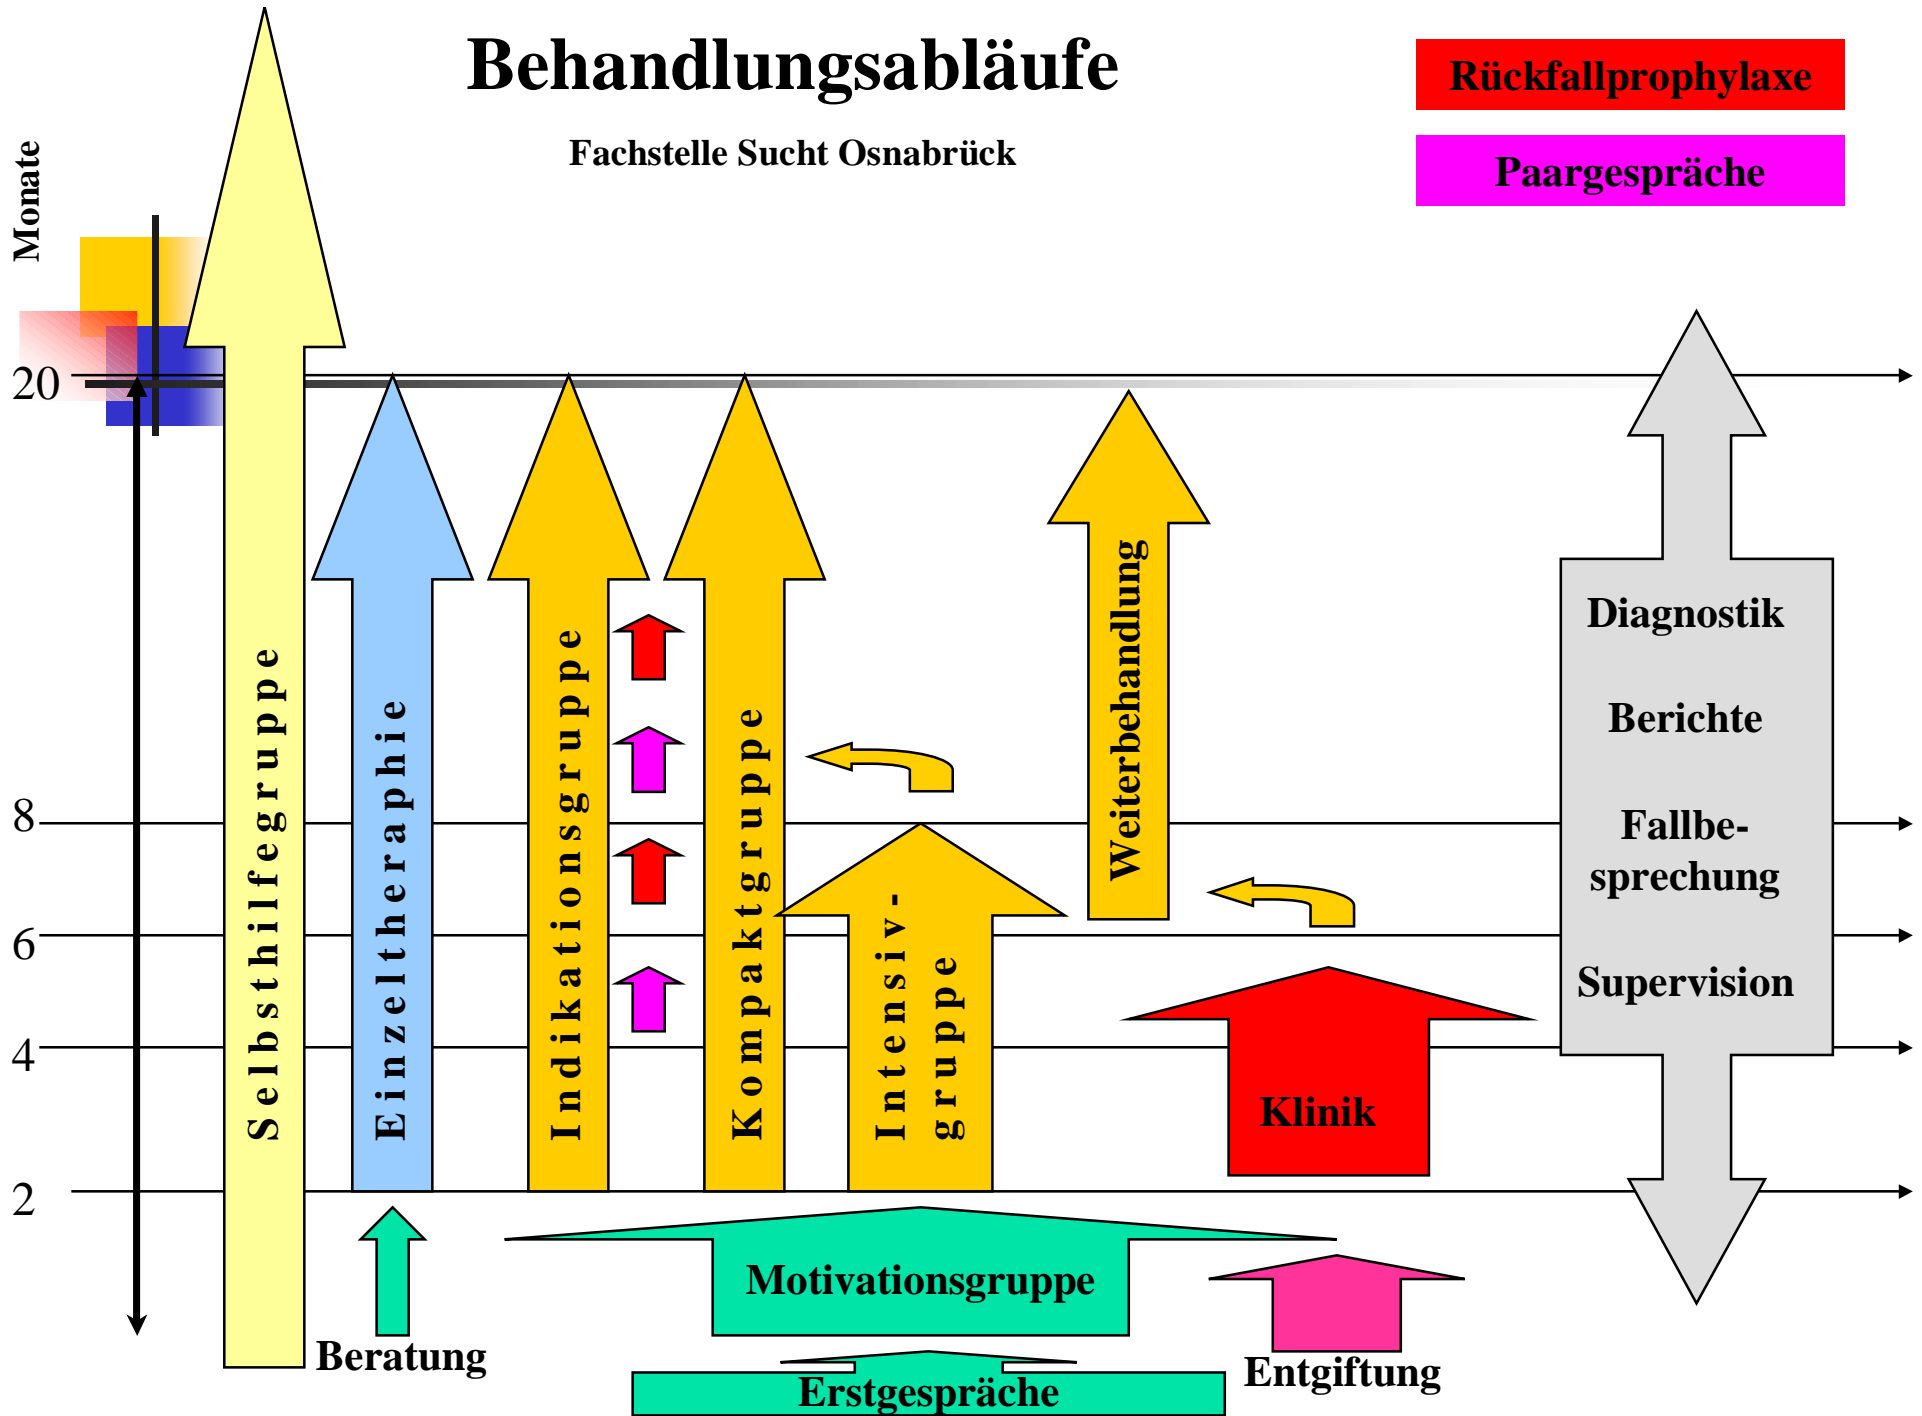 Behandlungsabläufe
Fachstelle Sucht Osnabrück
Rückfallprophylaxe
Paargespräche
Monate
20
8
6
4
2
Selbsthilfegruppe
Einzeltheraphie
Indikationsgruppe
Kompaktgruppe
Intensiv-
gruppe
Weiterbehandlung
Klinik
Diagnostik
Berichte
Fallbe-
sprechung
Supervision
Motivationsgruppe
Beratung
Erstgespräche
Entgiftung